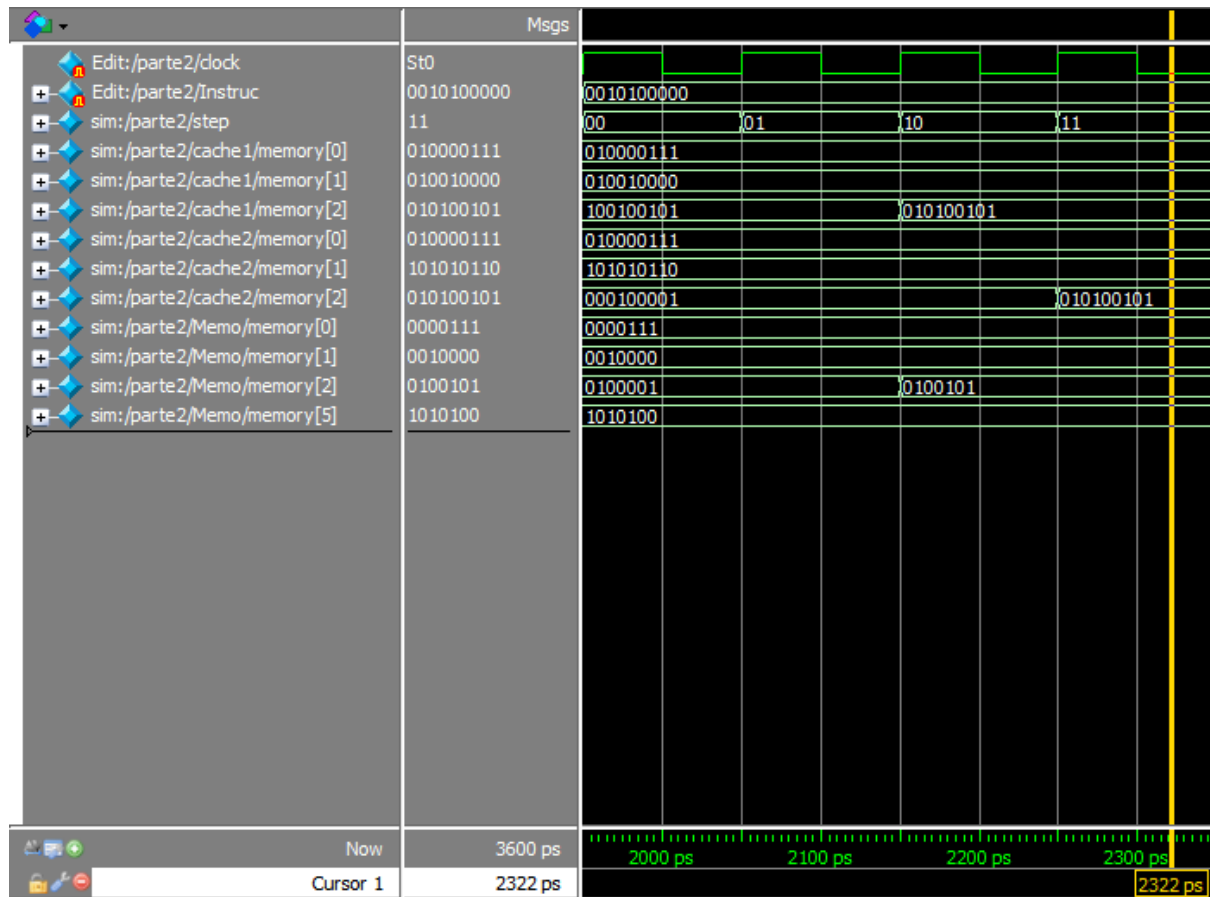 Msgs
Edit:/parte2/clock St0
Edit:/parte2/Instruc 0010100000 0010100000
sim:/parte2/step 11 00 01 10 11
sim:/parte2/cache1/memory[0] 010000111 010000111
sim:/parte2/cache1/memory[1] 010010000 010010000
sim:/parte2/cache1/memory[2] 010100101 100100101 010100101
sim:/parte2/cache2/memory[0] 010000111 010000111
sim:/parte2/cache2/memory[1] 101010110 101010110
sim:/parte2/cache2/memory[2] 010100101 000100001 010100101
sim:/parte2/Memo/memory[0] 0000111 0000111
sim:/parte2/Memo/memory[1] 0010000 0010000
sim:/parte2/Memo/memory[2] 0100101 0100001 0100101
sim:/parte2/Memo/memory[5] 1010100 1010100
Now 3600 ps 2000 ps 2100 ps 2200 ps 2300 ps
Cursor 1 2322 ps 2322 ps